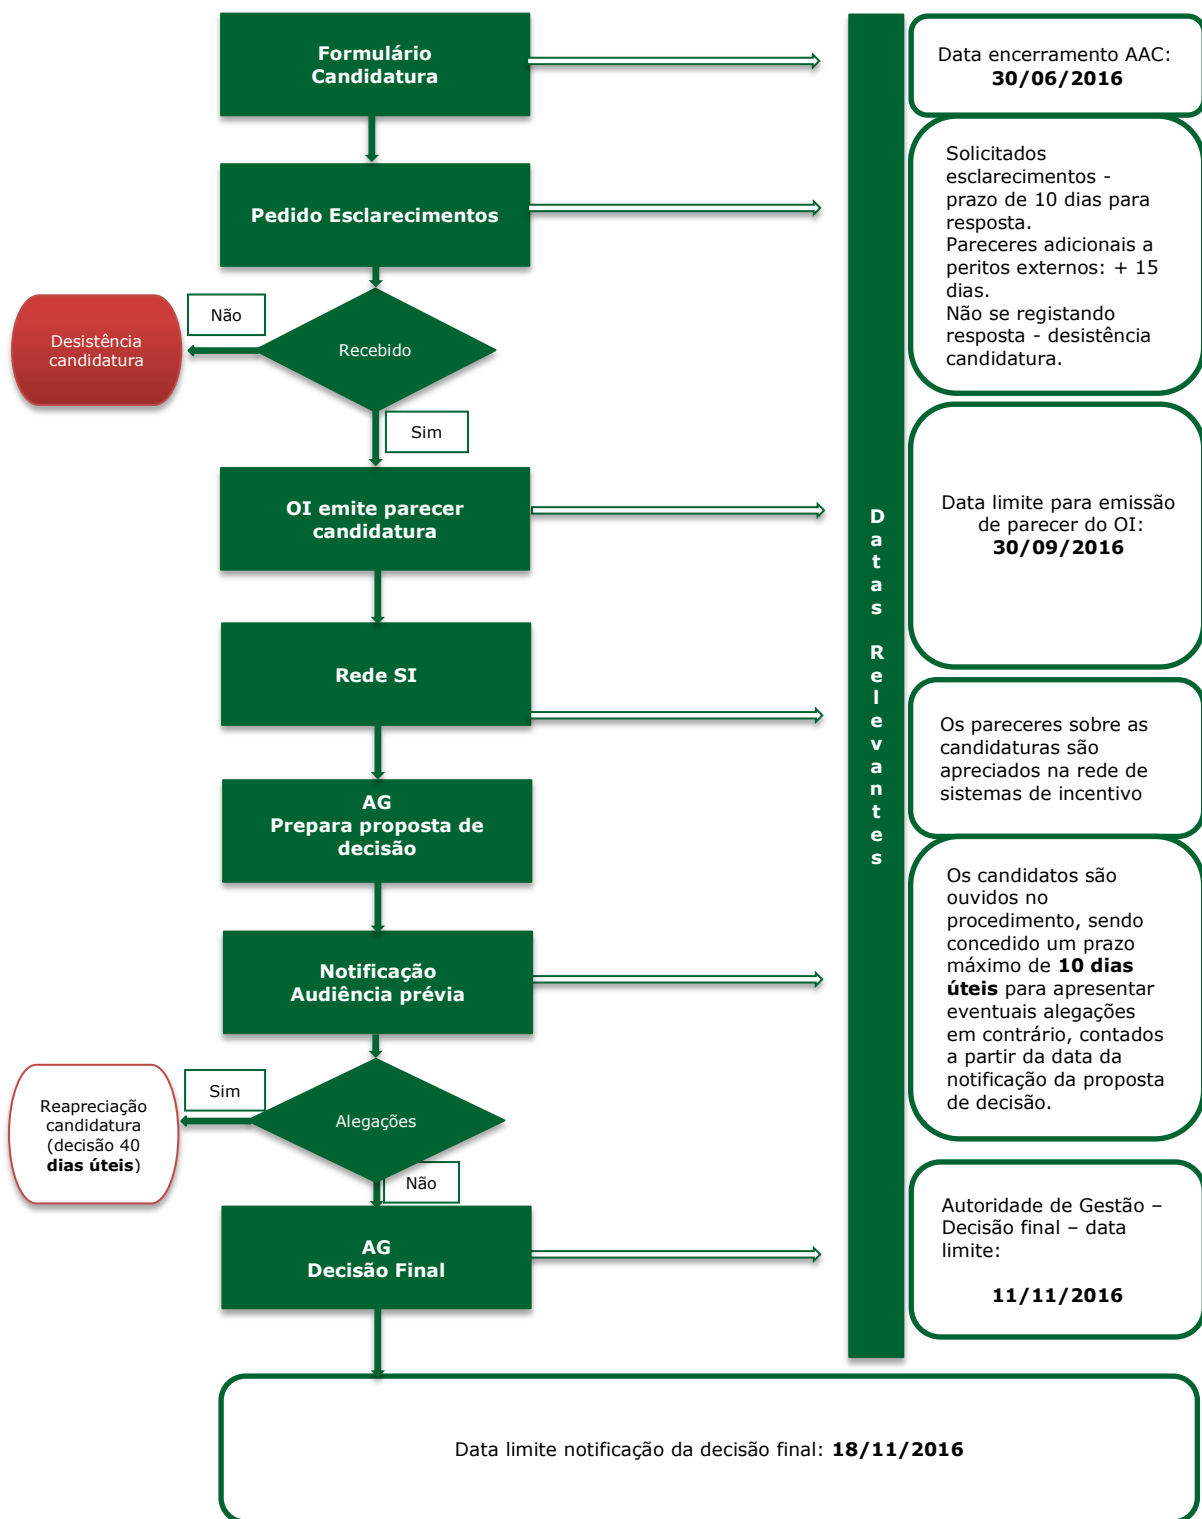 Formulário
Candidatura
Data encerramento AAC:
30/06/2016
Pedido Esclarecimentos
Solicitados
esclarecimentos -
prazo de 10 dias para
resposta.
Pareceres adicionais a
peritos externos: + 15
dias.
Não se registando
resposta - desistência
candidatura.
Não
Desistência
candidatura
Recebido
Sim
OI emite parecer
candidatura
Data limite para emissão
de parecer do OI:
30/09/2016
Datas Relevantes
Rede SI
Os pareceres sobre as
candidaturas são
apreciados na rede de
sistemas de incentivo
AG
Prepara proposta de
decisão
Notificação
Audiência prévia
Os candidatos são
ouvidos no
procedimento, sendo
concedido um prazo
máximo de 10 dias
úteis para apresentar
eventuais alegações
em contrário, contados
a partir da data da
notificação da proposta
de decisão.
Sim
Reapreciação
candidatura
(decisão 40
dias úteis)
Alegações
Não
AG
Decisão Final
Autoridade de Gestão –
Decisão final – data
limite:
11/11/2016
Data limite notificação da decisão final: 18/11/2016